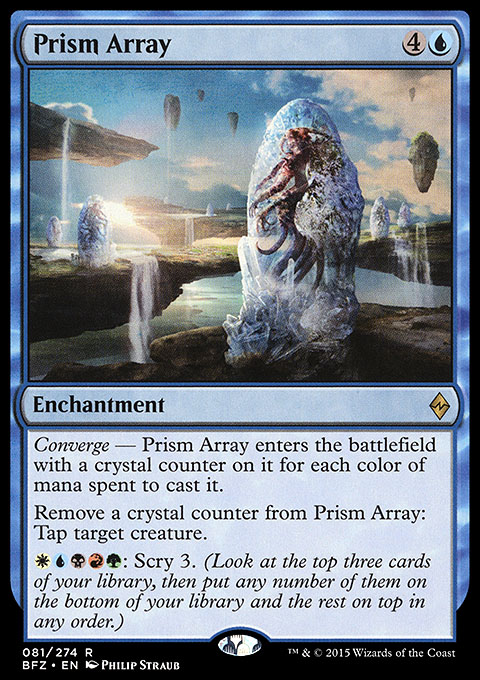 Prism Array 4
Enchantment
Converge — Prism Array enters the battlefield
with a crystal counter on it for each color of
mana spent to cast it.
Remove a crystal counter from Prism Array:
Tap target creature.
: Scry 3. (Look at the top three cards
of your library, then put any number of them on
the bottom of your library and the rest on top in
any order.)
081/274 R
BFZ • EN Philip Straub
™ & © 2015 Wizards of the Coast